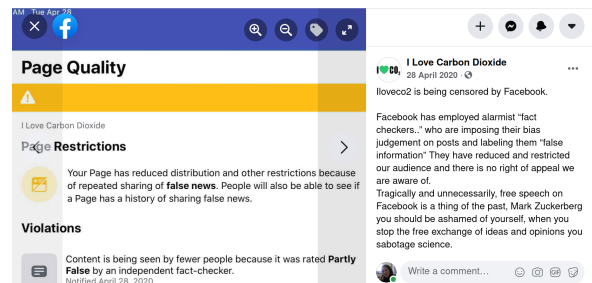 AM Tue Apr 28
Page Quality
I Love Carbon Dioxide
Page Restrictions
Your Page has reduced distribution and other restrictions because
of repeated sharing of false news. People will also be able to see if
a Page has a history of sharing false news.
Violations
Content is being seen by fewer people because it was rated Partly
False by an independent fact-checker.
Notified April 28, 2020
I Love Carbon Dioxide
28 April 2020 ·
I CO₂
Iloveco2 is being censored by Facebook.
Facebook has employed alarmist “fact
checkers..” who are imposing their bias
judgement on posts and labeling them “false
information” They have reduced and restricted
our audience and there is no right of appeal we
are aware of.
Tragically and unnecessarily, free speech on
Facebook is a thing of the past, Mark Zuckerberg
you should be ashamed of yourself, when you
stop the free exchange of ideas and opinions you
sabotage science.
Write a comment...
GIF